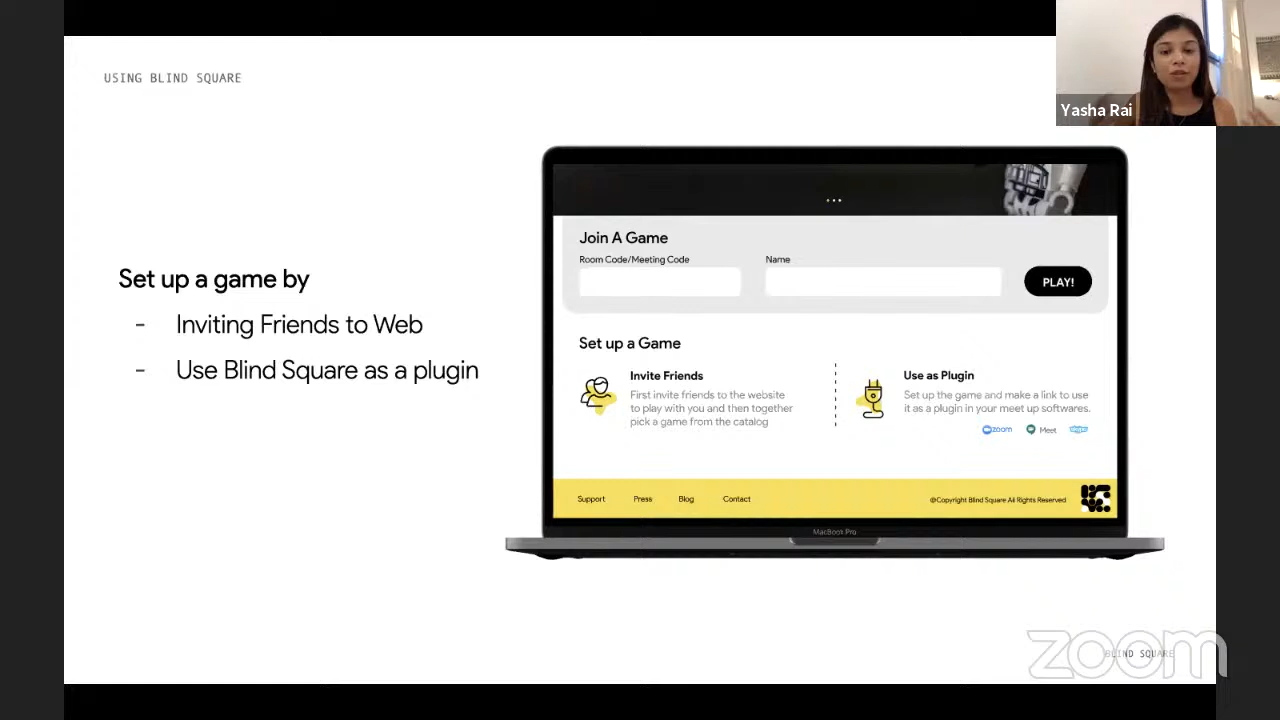 USING BLIND SQUARE
Yasha Rai
Set up a game by
- Inviting Friends to Web
- Use Blind Square as a plugin
Join A Game
Room Code/Meeting Code
Name
PLAY!
Set up a Game
Invite Friends
First invite friends to the website
to play with you and then together
pick a game from the catalog
Use as Plugin
Set up the game and make a link to use
it as a plugin in your meet up softwares.
zoom
Meet
skype
Support
Press
Blog
Contact
@Copyright Blind Square All Rights Reserved
MacBook Pro
BLIND SQUARE
zoom